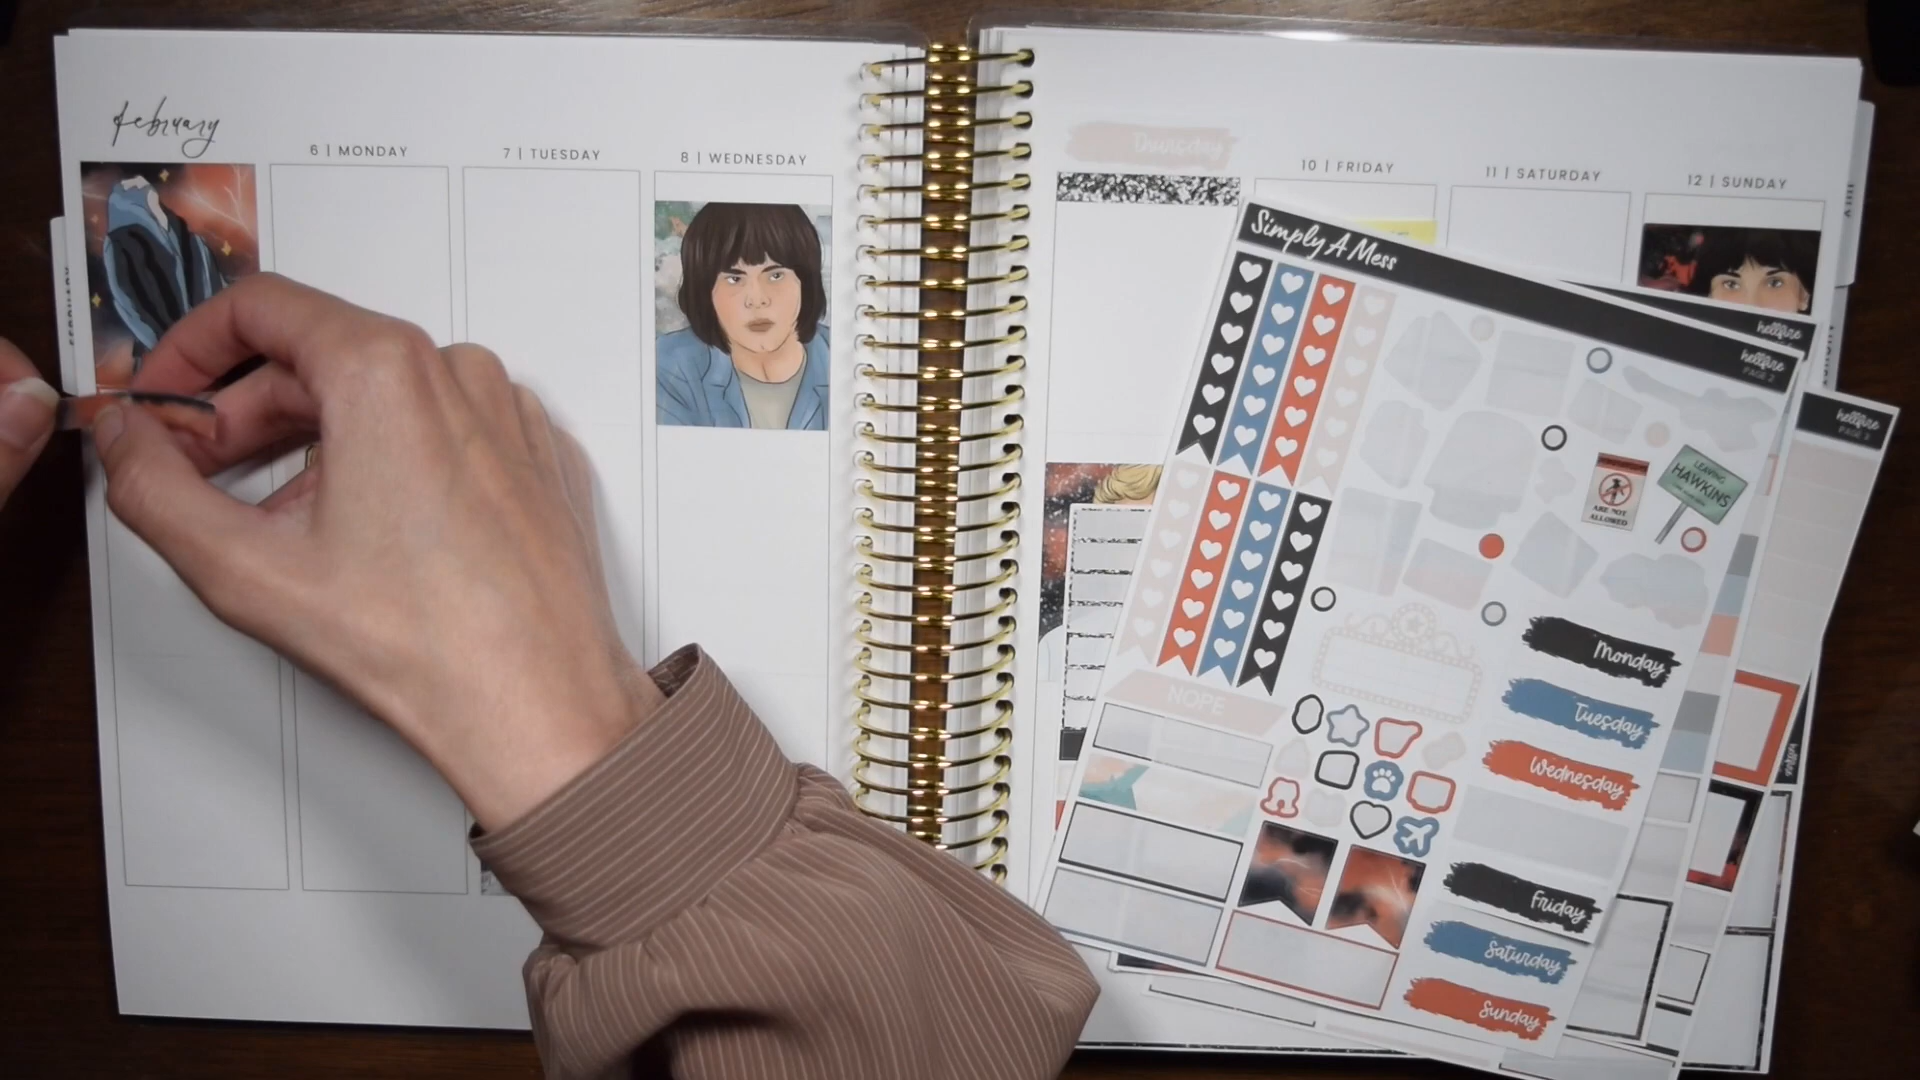 february
6 | MONDAY
7 | TUESDAY
8 | WEDNESDAY
Thursday
10 | FRIDAY
11 | SATURDAY
12 | SUNDAY
FEBRUARY
Simply A Mess
hellfire
hellfire
PAGE 2
hellfire
ARE NOT
ALLOWED
LEAVING
HAWKINS
Monday
Tuesday
Wednesday
Friday
Saturday
Sunday
NOPE